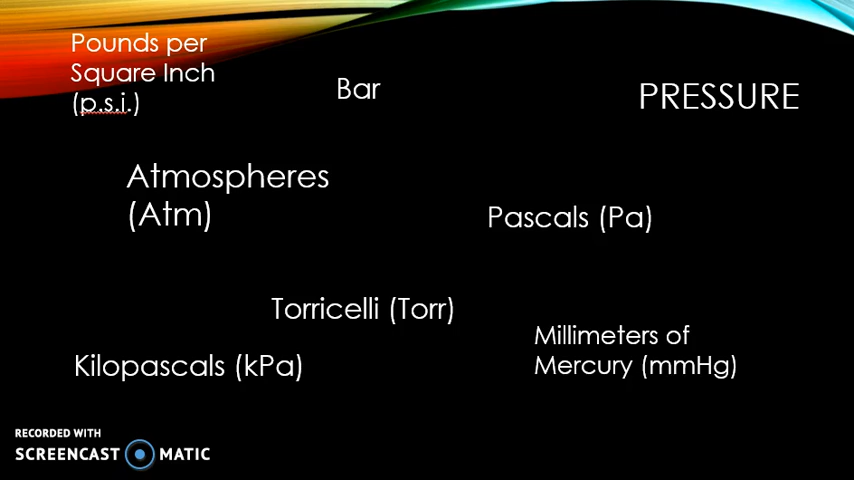 Pounds per
Square Inch
(p.s.i.)
Bar
PRESSURE
Atmospheres
(Atm)
Pascals (Pa)
Torricelli (Torr)
Millimeters of
Mercury (mmHg)
Kilopascals (kPa)
RECORDED WITH
SCREENCAST MATIC